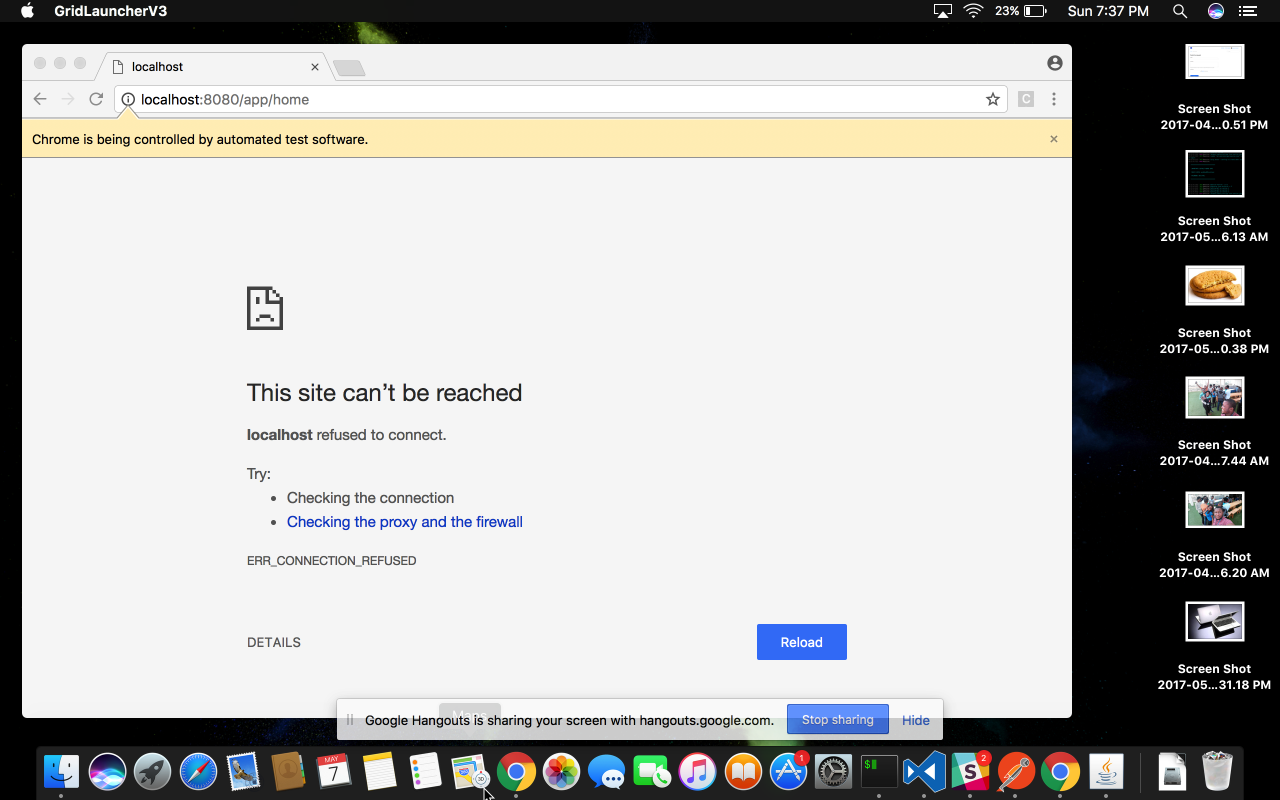 GridLauncherV3
23%
Sun 7:37 PM
localhost
localhost:8080/app/home
C
Chrome is being controlled by automated test software.
This site can’t be reached
localhost refused to connect.
Try:
• Checking the connection
• Checking the proxy and the firewall
ERR_CONNECTION_REFUSED
DETAILS
Reload
Maps
Google Hangouts is sharing your screen with hangouts.google.com.
Stop sharing
Hide
Screen Shot
2017-04...0.51 PM
Screen Shot
2017-05...6.13 AM
Screen Shot
2017-05...0.38 PM
Screen Shot
2017-04...7.44 AM
Screen Shot
2017-04...6.20 AM
Screen Shot
2017-05...31.18 PM
MAY
7
3D
1
$
S
2